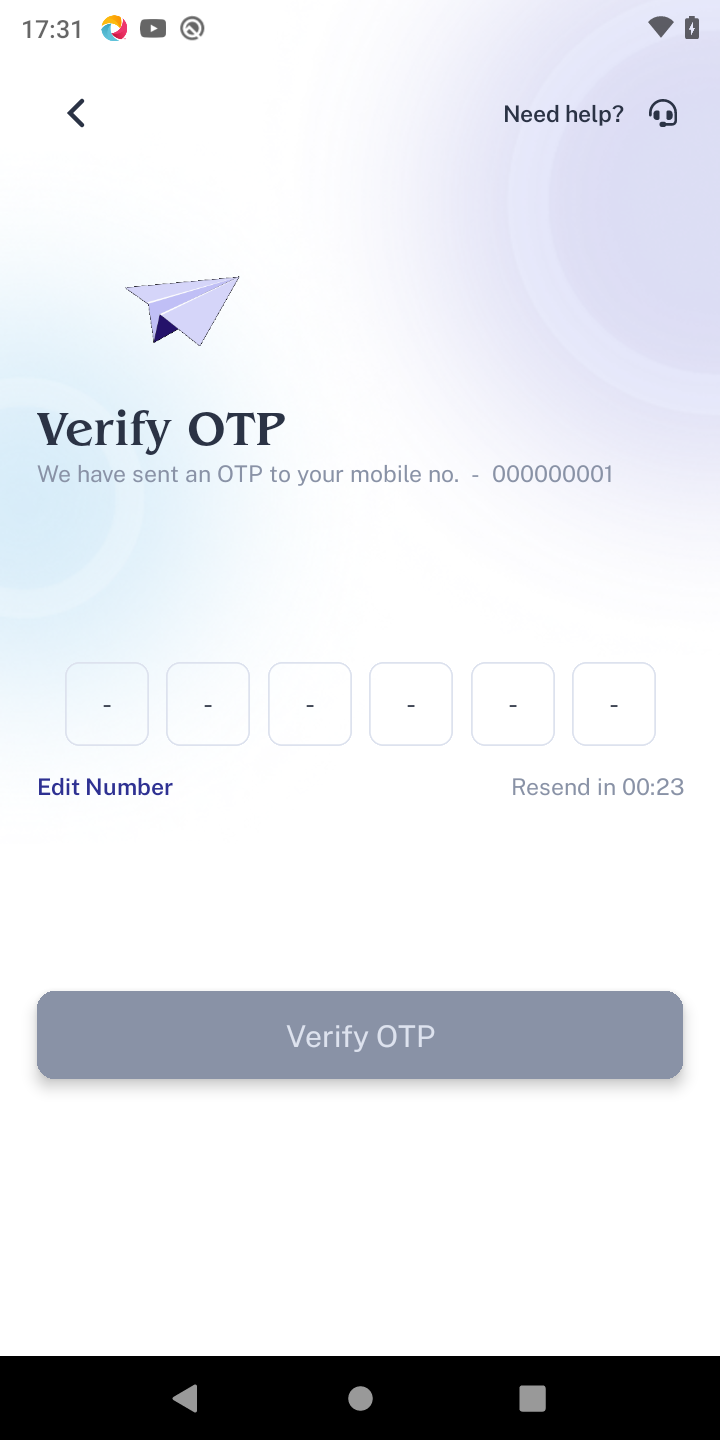 17:31
Need help?
Verify OTP
We have sent an OTP to your mobile no. - 000000001
- - - - - -
Edit Number
Resend in 00:23
Verify OTP